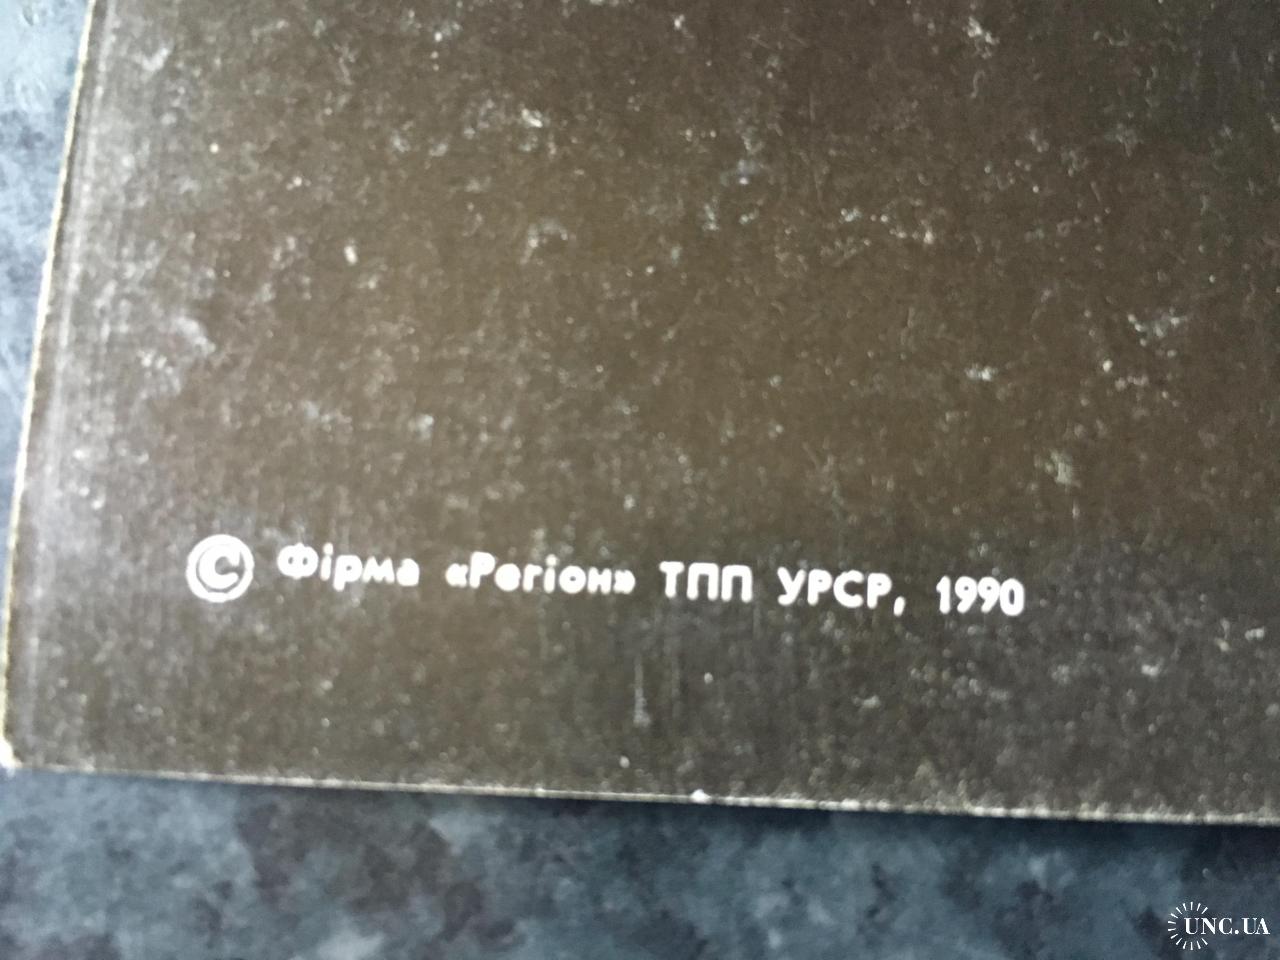 © Фірма «Регіон» ТПП УРСР, 1990
UNC.UA